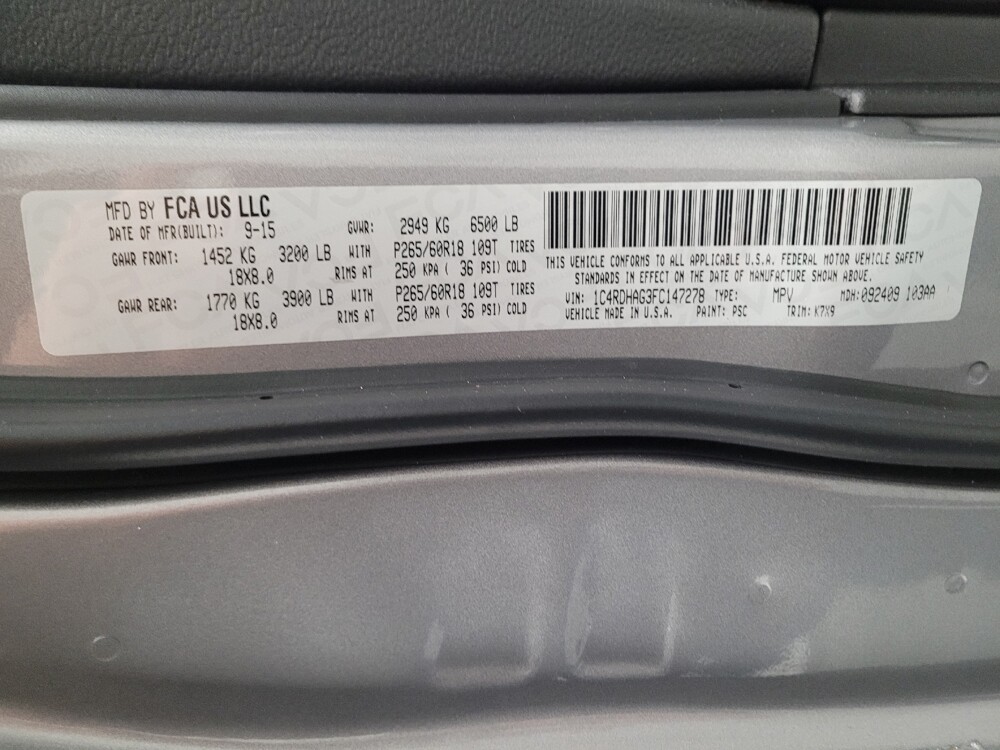 MFD BY FCA US LLC
DATE OF MFR(BUILT): 9-15 GVWR: 2949 KG 6500 LB
GAWR FRONT: 1452 KG 3200 LB WITH P265/60R18 109T TIRES
18X8.0 RIMS AT 250 KPA ( 36 PSI) COLD
GAWR REAR: 1770 KG 3900 LB WITH P265/60R18 109T TIRES
18X8.0 RIMS AT 250 KPA ( 36 PSI) COLD
THIS VEHICLE CONFORMS TO ALL APPLICABLE U.S.A. FEDERAL MOTOR VEHICLE SAFETY
STANDARDS IN EFFECT ON THE DATE OF MANUFACTURE SHOWN ABOVE.
VIN: 1C4RDHAG3FC147278 TYPE: MPV MDH: 092409 103AA
VEHICLE MADE IN U.S.A. PAINT: PSC TRIM: K7X9